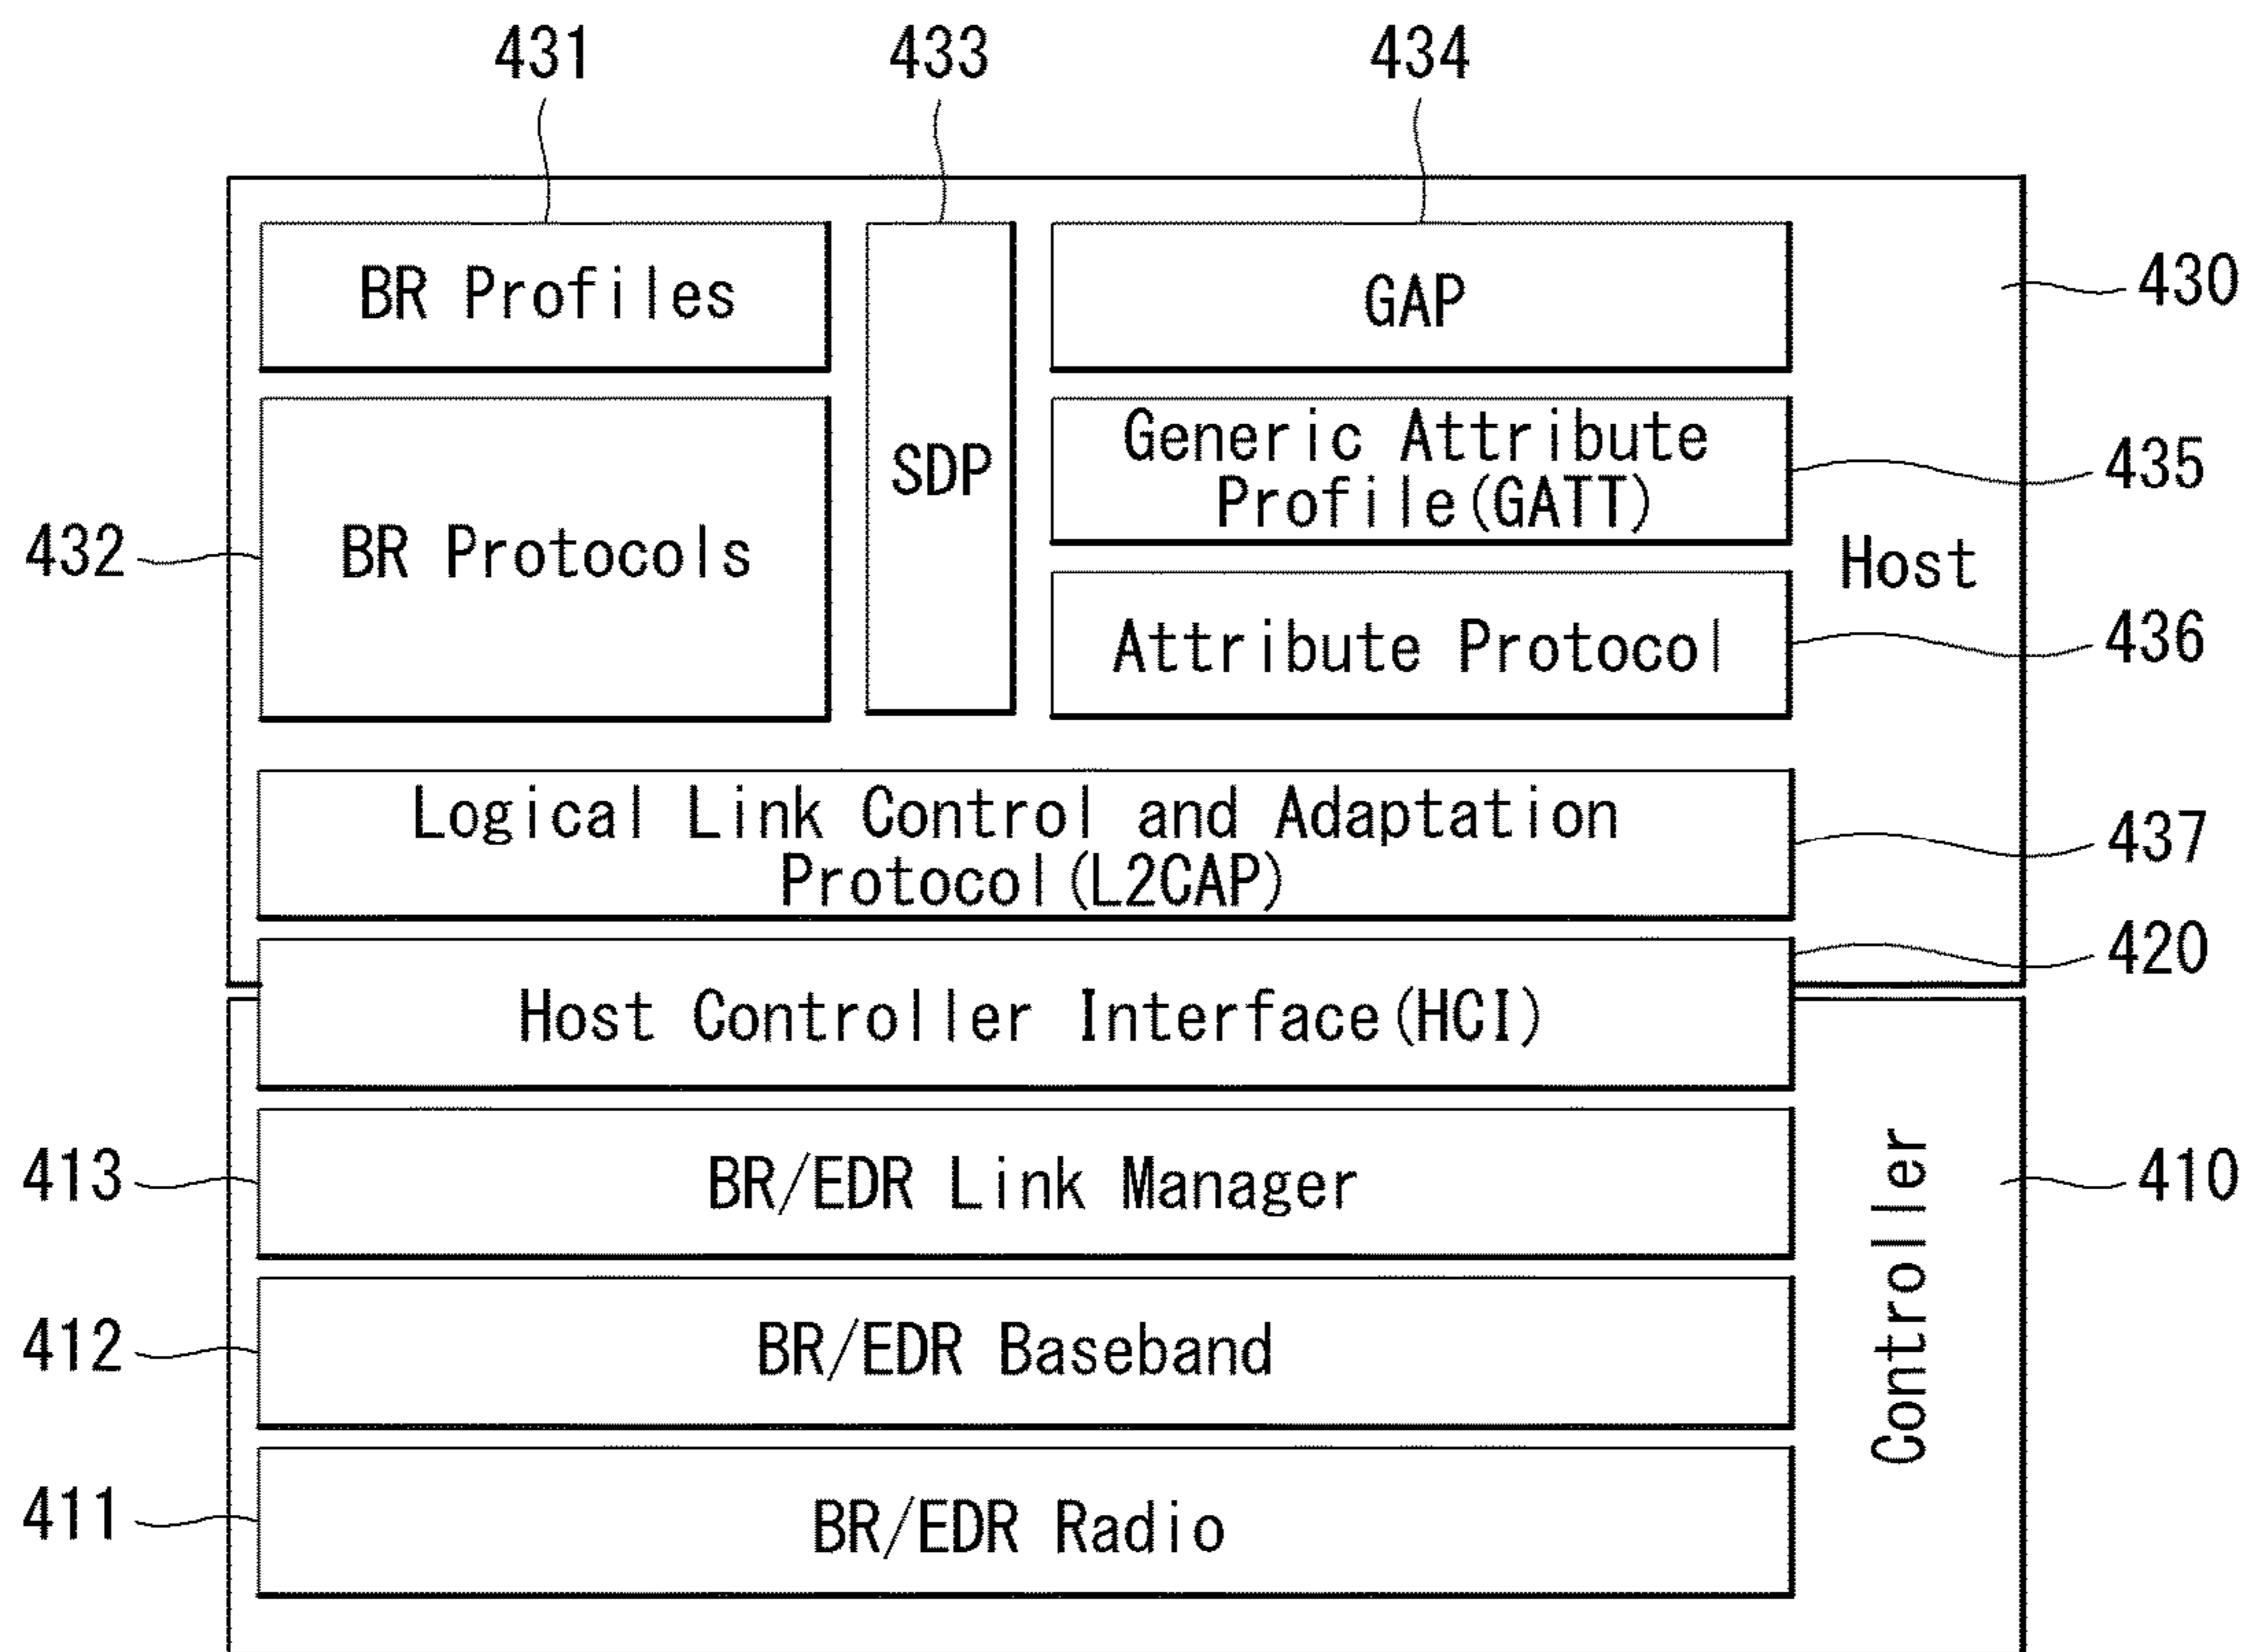 431
433
434
BR Profiles
GAP
430
SDP
Generic Attribute
Profile(GATT)
435
432
BR Protocols
Host
Attribute Protocol
436
Logical Link Control and Adaptation
Protocol(L2CAP)
437
420
Host Controller Interface(HCI)
413
BR/EDR Link Manager
Controller
410
412
BR/EDR Baseband
411
BR/EDR Radio